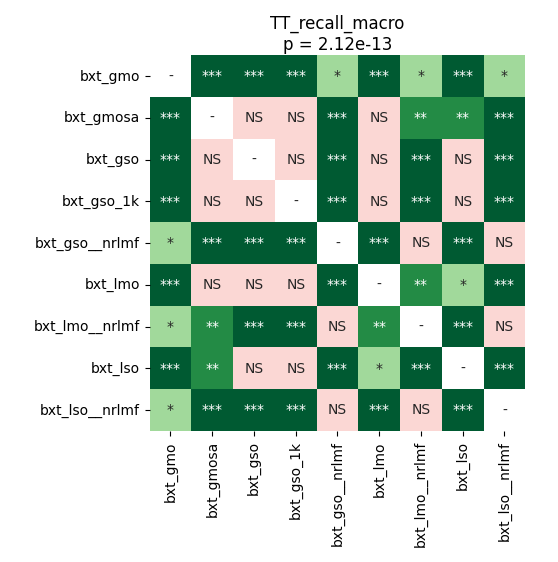 TT_recall_macro
p = 2.12e-13
bxt_gmo - *** *** *** * *** * *** *
bxt_gmosa *** - NS NS *** NS ** ** ***
bxt_gso *** NS - NS *** NS *** NS ***
bxt_gso_1k *** NS NS - *** NS *** NS ***
bxt_gso__nrlmf * *** *** *** - *** NS *** NS
bxt_lmo *** NS NS NS *** - ** * ***
bxt_lmo__nrlmf * ** *** *** NS ** - *** NS
bxt_lso *** ** NS NS *** * *** - ***
bxt_lso__nrlmf * *** *** *** NS *** NS *** -
bxt_gmo
bxt_gmosa
bxt_gso
bxt_gso_1k
bxt_gso__nrlmf
bxt_lmo
bxt_lmo__nrlmf
bxt_lso
bxt_lso__nrlmf